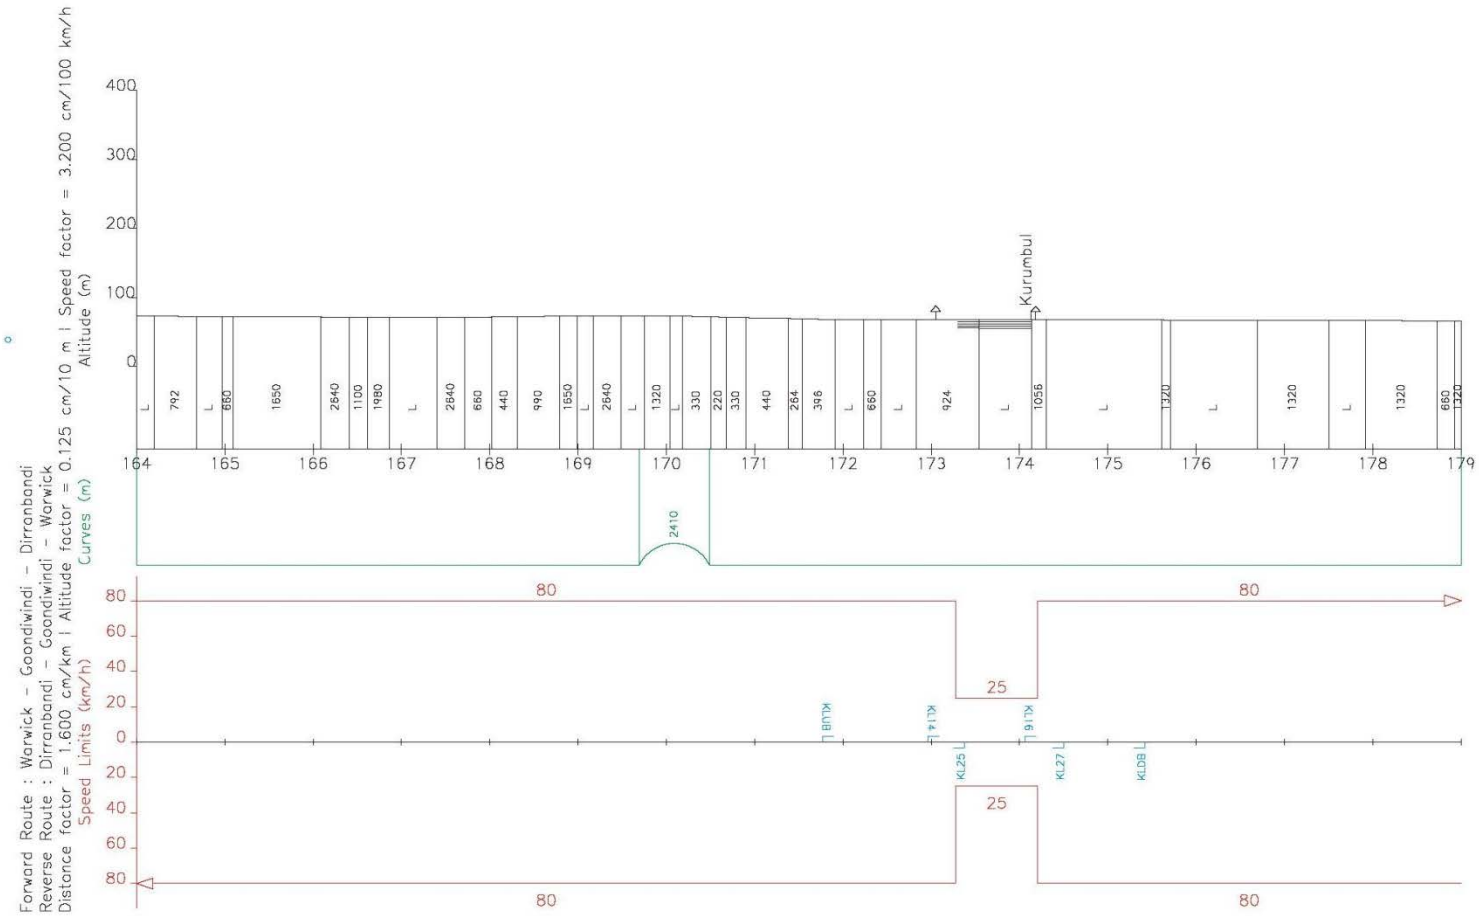 Forward Route : Warwick - Goondiwindi - Dirranbandi
Reverse Route : Dirranbandi - Goondiwindi - Warwick
Distance factor = 1.600 cm/km | Altitude factor = 0.125 cm/10 m | Speed factor = 3.200 cm/100 km/h
Altitude (m)
400
300
200
100
0
Kurumbul
L 792 L 660 1650 2640 1100 1980 L 2640 660 440 990 1650 L 2640 L 1320 L 330 220 330 440 264 396 L 660 L 924 L 1056 L 1320 L 1320 L 1320 660 1320
164 165 166 167 168 169 170 171 172 173 174 175 176 177 178 179
Curves (m)
2410
Speed Limits (km/h)
80 80 80
60
40
20 25
0
KLUB KL14 KL16
KL25 KL27 KLDB
20
40 25
60
80
80 80